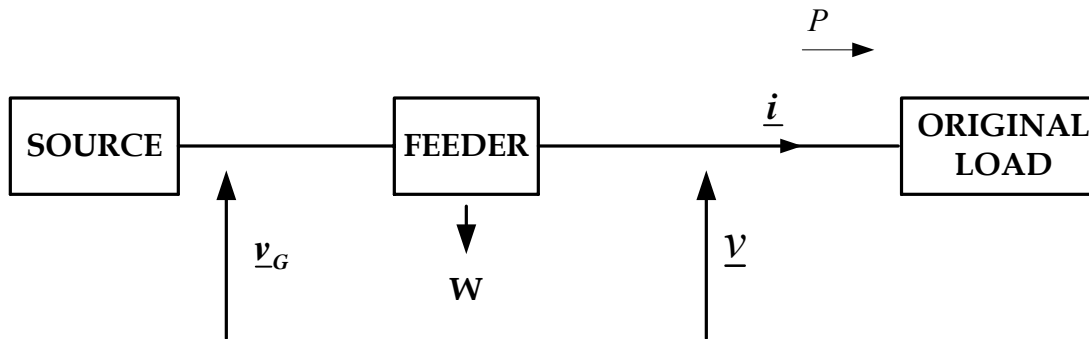 P
SOURCE
FEEDER
i
ORIGINAL
LOAD
v_G
v
W